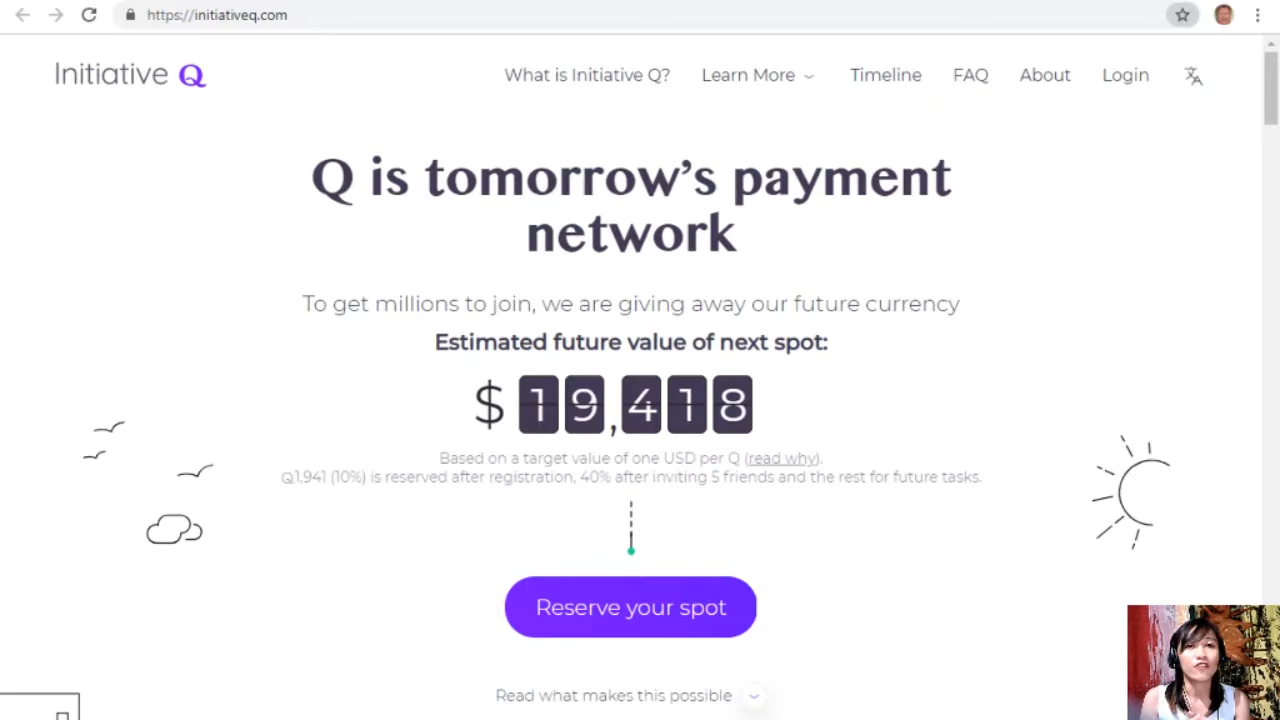 https://initiativeq.com
Initiative Q
What is Initiative Q? Learn More Timeline FAQ About Login
Q is tomorrow's payment
network
To get millions to join, we are giving away our future currency
Estimated future value of next spot:
$ 19,418
Based on a target value of one USD per Q (read why).
Q1,941 (10%) is reserved after registration, 40% after inviting 5 friends and the rest for future tasks.
Reserve your spot
Read what makes this possible